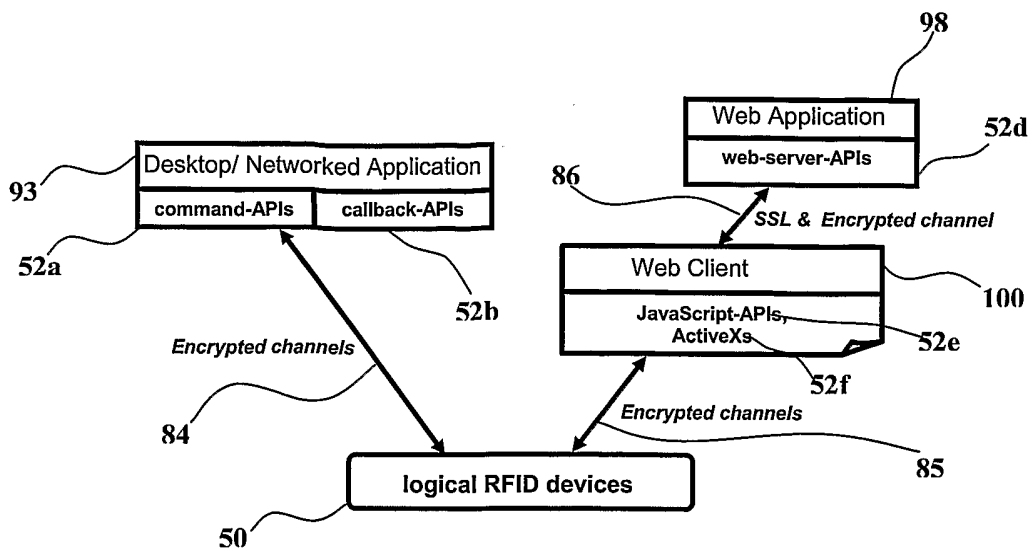 98
Web Application
52d
web-server-APIs
Desktop/ Networked Application
93
86
command-APIs
callback-APIs
SSL & Encrypted channel
52a
Web Client
52b
100
JavaScript-APIs,
52e
ActiveXs
Encrypted channels
52f
Encrypted channels
84
85
logical RFID devices
50